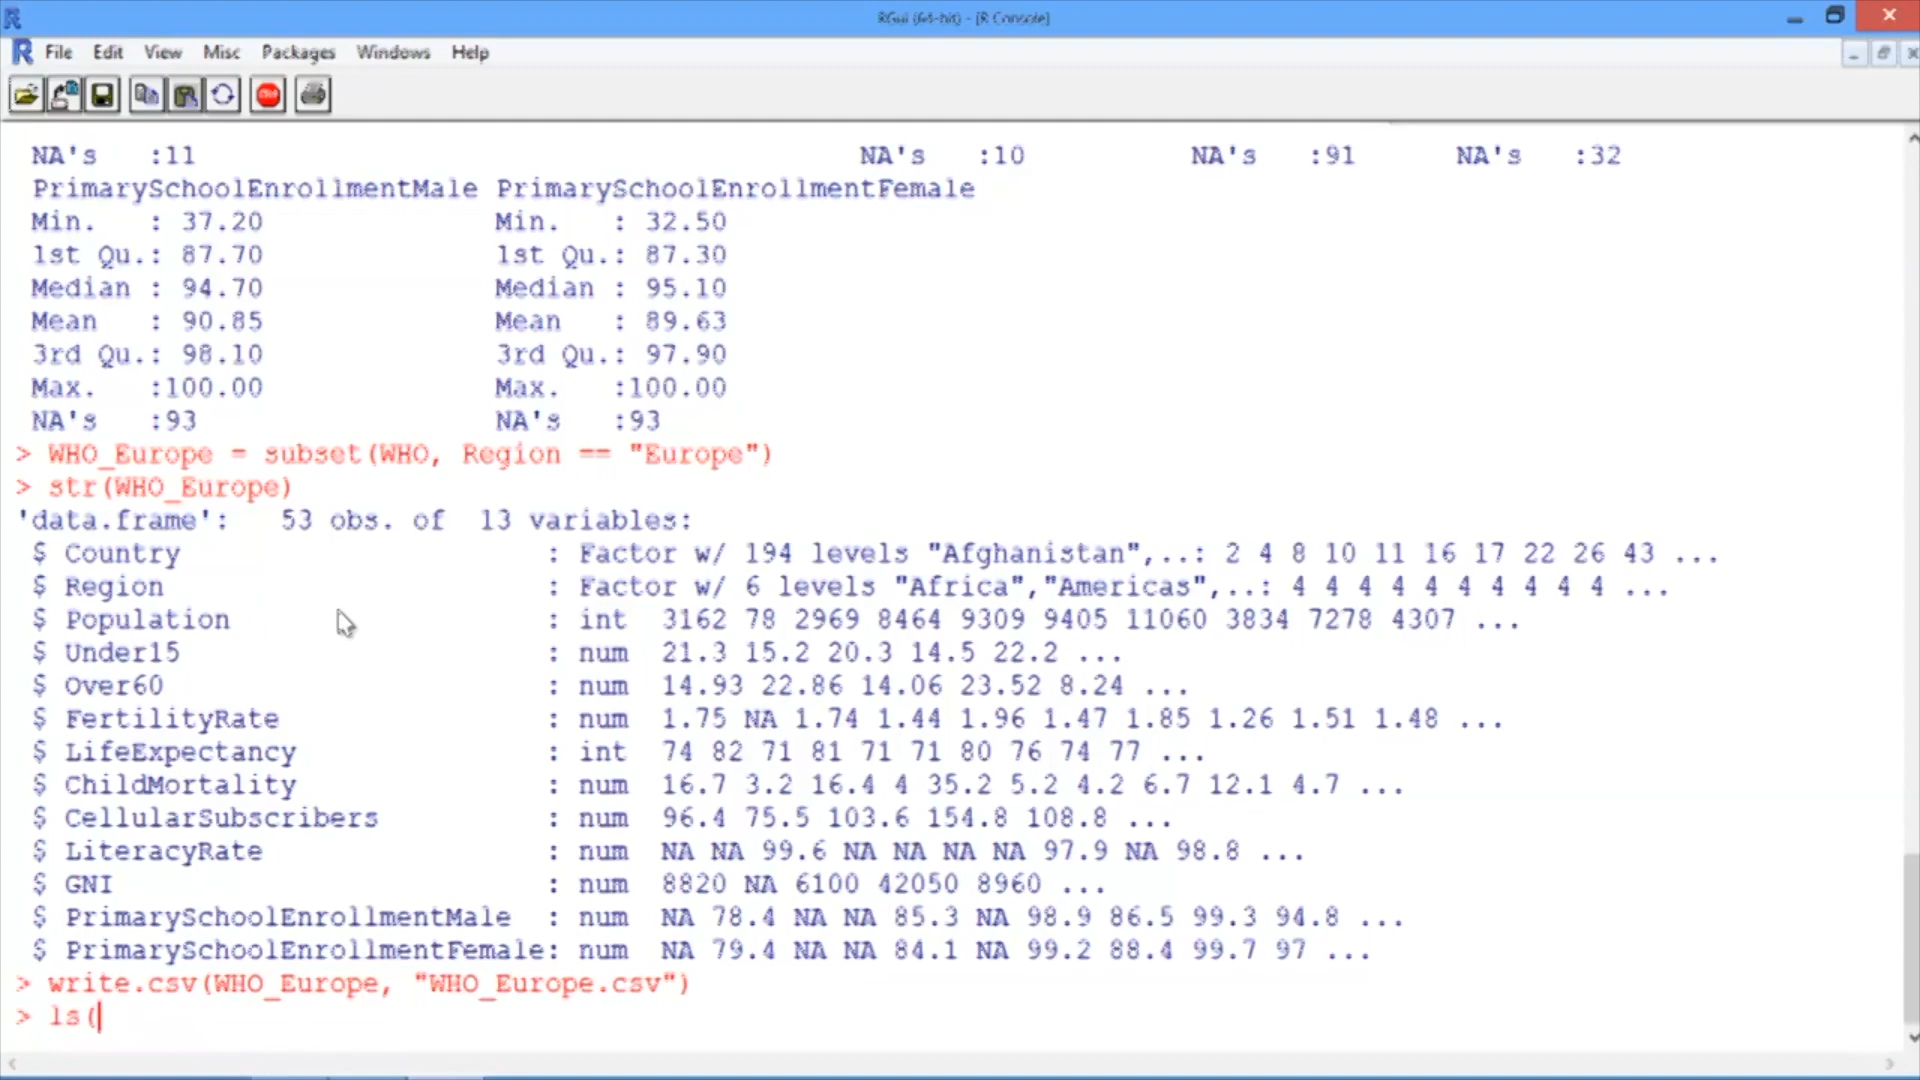 RGui (64-bit) - [R Console]
File Edit View Misc Packages Windows Help
NA's :11 NA's :10 NA's :91 NA's :32
PrimarySchoolEnrollmentMale PrimarySchoolEnrollmentFemale
Min. : 37.20 Min. : 32.50
1st Qu.: 87.70 1st Qu.: 87.30
Median : 94.70 Median : 95.10
Mean : 90.85 Mean : 89.63
3rd Qu.: 98.10 3rd Qu.: 97.90
Max. :100.00 Max. :100.00
NA's :93 NA's :93
> WHO_Europe = subset(WHO, Region == "Europe")
> str(WHO_Europe)
'data.frame': 53 obs. of 13 variables:
$ Country : Factor w/ 194 levels "Afghanistan",..: 2 4 8 10 11 16 17 22 26 43 ...
$ Region : Factor w/ 6 levels "Africa","Americas",..: 4 4 4 4 4 4 4 4 4 4 ...
$ Population : int 3162 78 2969 8464 9309 9405 11060 3834 7278 4307 ...
$ Under15 : num 21.3 15.2 20.3 14.5 22.2 ...
$ Over60 : num 14.93 22.86 14.06 23.52 8.24 ...
$ FertilityRate : num 1.75 NA 1.74 1.44 1.96 1.47 1.85 1.26 1.51 1.48 ...
$ LifeExpectancy : int 74 82 71 81 71 71 80 76 74 77 ...
$ ChildMortality : num 16.7 3.2 16.4 4 35.2 5.2 4.2 6.7 12.1 4.7 ...
$ CellularSubscribers : num 96.4 75.5 103.6 154.8 108.8 ...
$ LiteracyRate : num NA NA 99.6 NA NA NA NA 97.9 NA 98.8 ...
$ GNI : num 8820 NA 6100 42050 8960 ...
$ PrimarySchoolEnrollmentMale : num NA 78.4 NA NA 85.3 NA 98.9 86.5 99.3 94.8 ...
$ PrimarySchoolEnrollmentFemale: num NA 79.4 NA NA 84.1 NA 99.2 88.4 99.7 97 ...
> write.csv(WHO_Europe, "WHO_Europe.csv")
> ls(